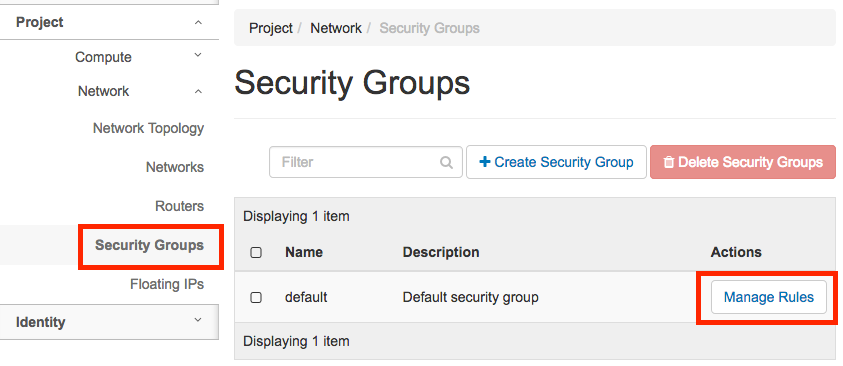 Project
Compute
Network
Network Topology
Networks
Routers
Security Groups
Floating IPs
Identity
Project / Network / Security Groups
Security Groups
Filter
+ Create Security Group
Delete Security Groups
Displaying 1 item
Name Description Actions
default Default security group Manage Rules
Displaying 1 item